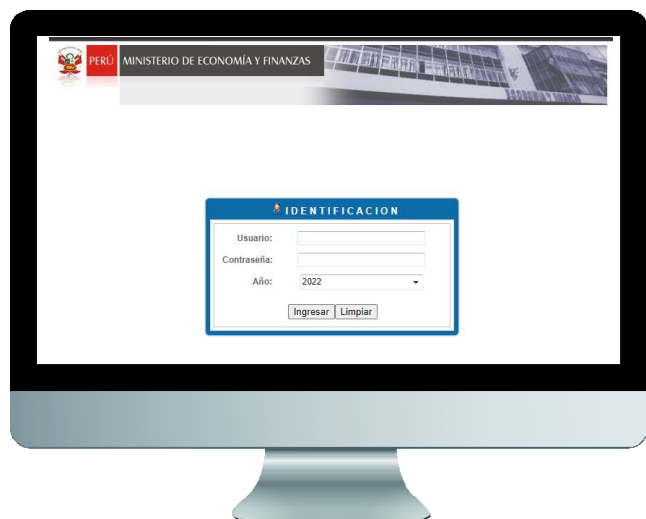 PERÚ MINISTERIO DE ECONOMÍA Y FINANZAS
IDENTIFICACION
Usuario:
Contraseña:
Año: 2022
Ingresar Limpiar